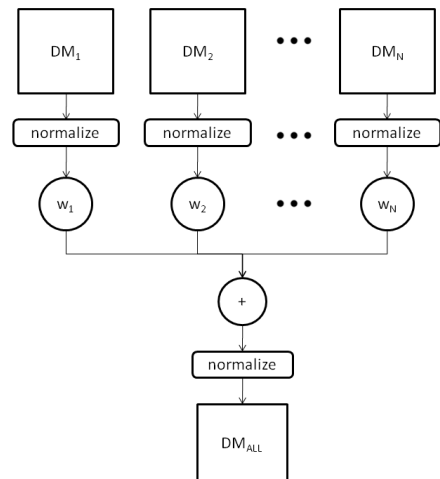 DM₁ DM₂ ••• DM_N
normalize normalize ••• normalize
w₁ w₂ ••• w_N
+
normalize
DM_ALL